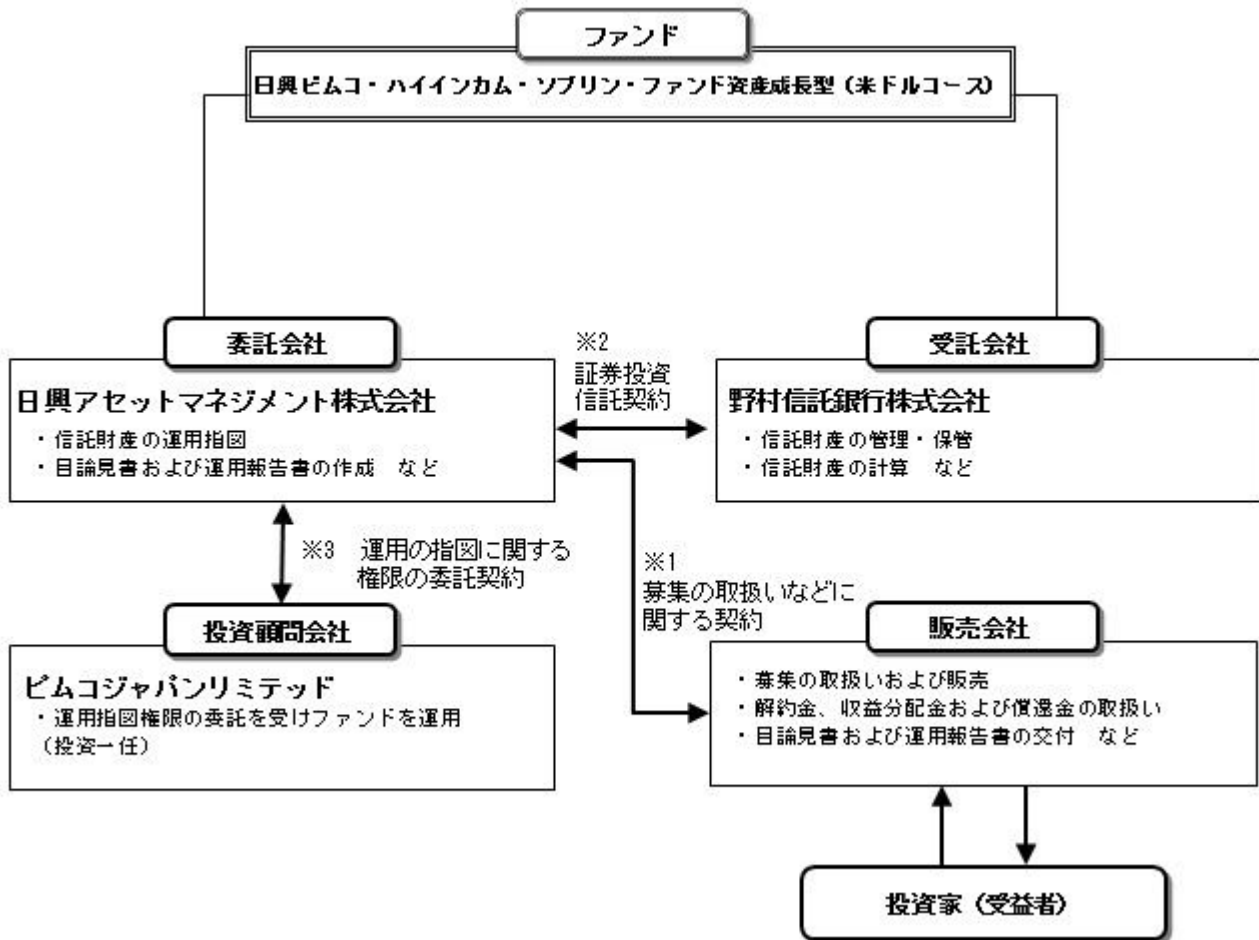 ファンド
日興ピムコ・ハイインカム・ソブリン・ファンド資産成長型（米ドルコース）
委託会社
日興アセットマネジメント株式会社
・信託財産の運用指図
・目論見書および運用報告書の作成　など
※2
証券投資
信託契約
受託会社
野村信託銀行株式会社
・信託財産の管理・保管
・信託財産の計算　など
※3　運用の指図に関する
権限の委託契約
※1
募集の取扱いなどに
関する契約
投資顧問会社
ピムコジャパンリミテッド
・運用指図権限の委託を受けファンドを運用
（投資一任）
販売会社
・募集の取扱いおよび販売
・解約金、収益分配金および償還金の取扱い
・目論見書および運用報告書の交付　など
投資家（受益者）